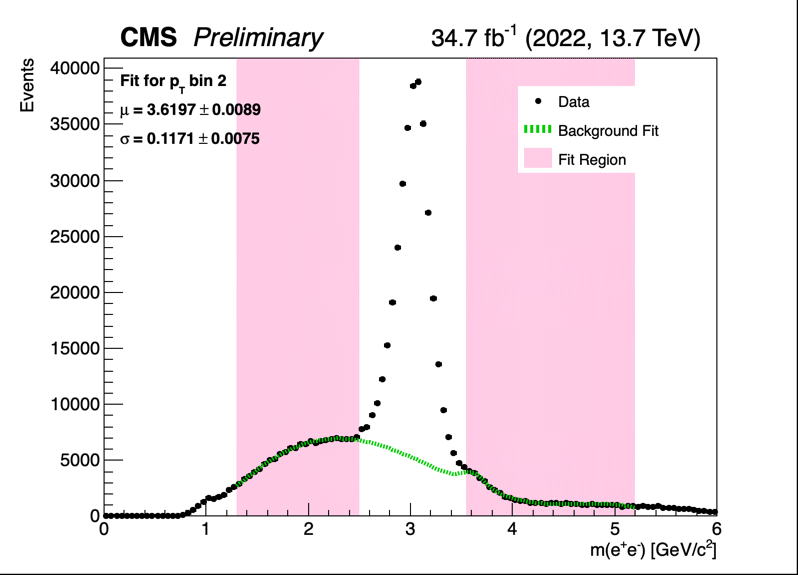 CMS Preliminary 34.7 fb⁻¹ (2022, 13.7 TeV)
Events
40000
35000
30000
25000
20000
15000
10000
5000
0
Fit for p_T bin 2
μ = 3.6197 ± 0.0089
σ = 0.1171 ± 0.0075
Data
Background Fit
Fit Region
0 1 2 3 4 5 6
m(e⁺e⁻) [GeV/c²]